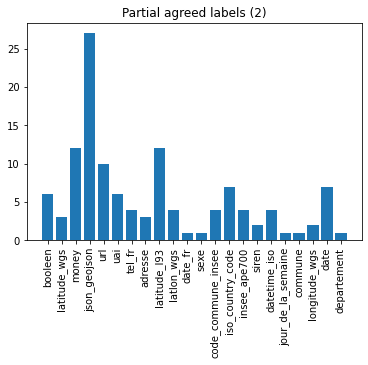 Partial agreed labels (2)
25
20
15
10
5
0
booleen
latitude_wgs
money
json_geojson
url
uai
tel_fr
adresse
latitude_l93
latlon_wgs
date_fr
sexe
code_commune_insee
iso_country_code
insee_ape700
siren
datetime_iso
jour_de_la_semaine
commune
longitude_wgs
date
departement